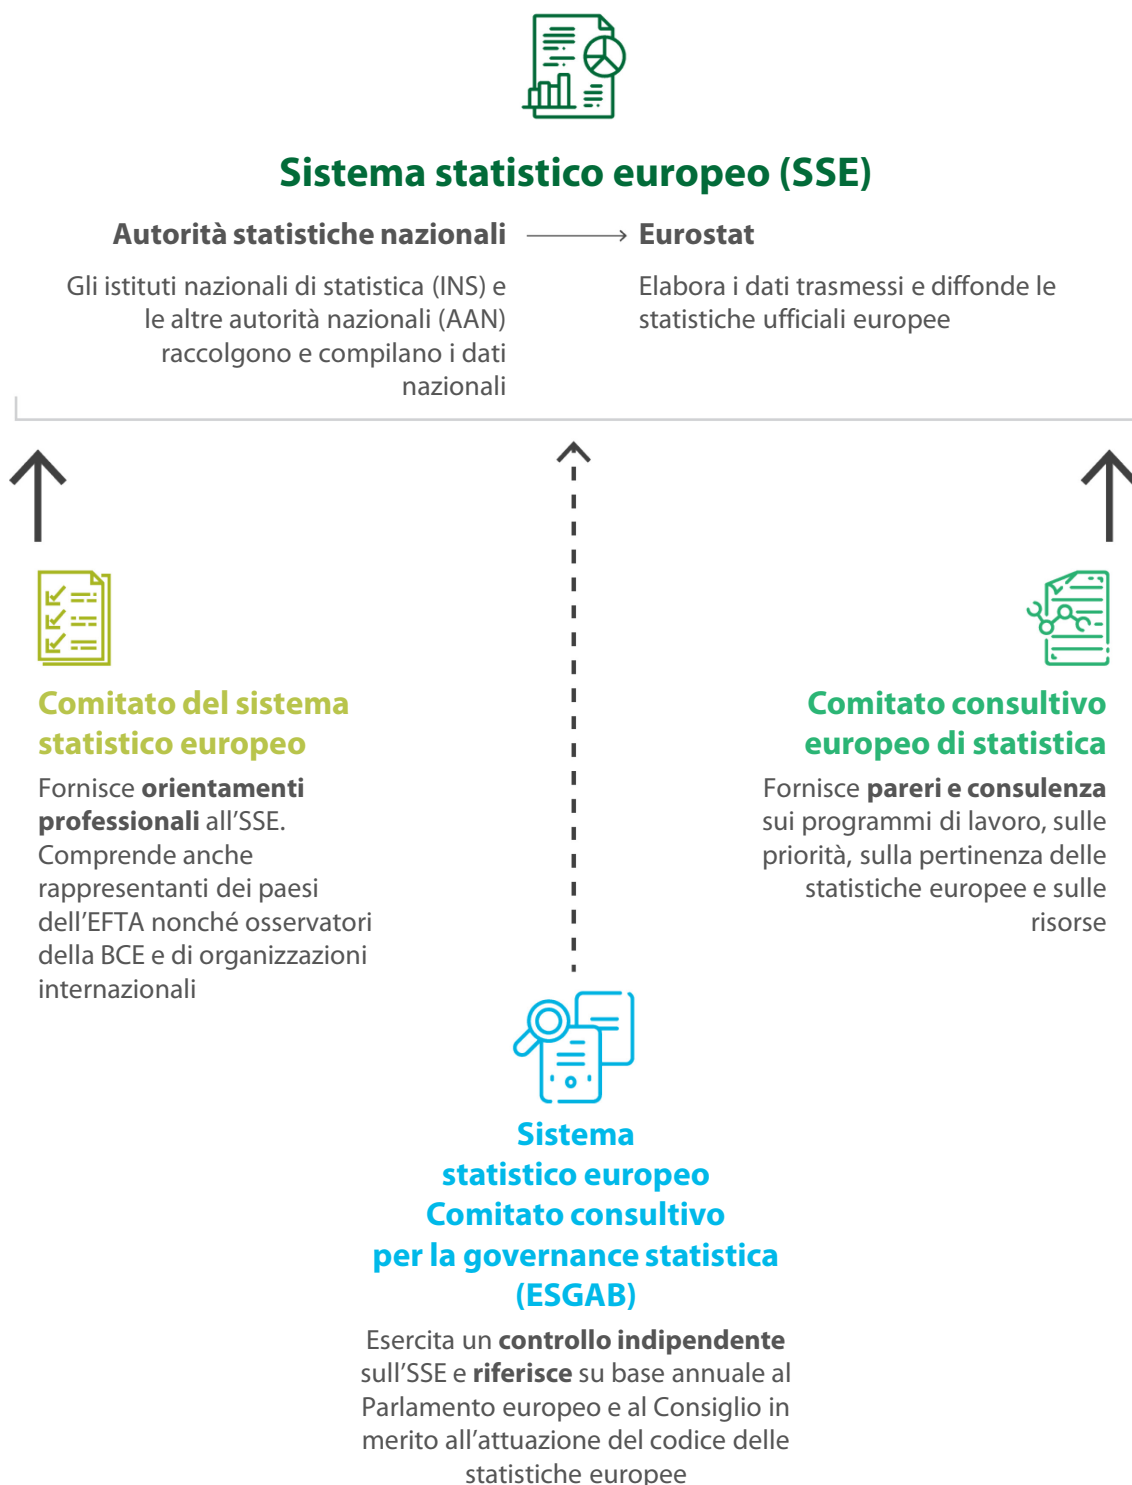 Sistema statistico europeo (SSE)
Autorità statistiche nazionali
Gli istituti nazionali di statistica (INS) e
le altre autorità nazionali (AAN)
raccolgono e compilano i dati
nazionali
Eurostat
Elabora i dati trasmessi e diffonde le
statistiche ufficiali europee
Comitato del sistema
statistico europeo
Fornisce orientamenti
professionali all'SSE.
Comprende anche
rappresentanti dei paesi
dell'EFTA nonché osservatori
della BCE e di organizzazioni
internazionali
Comitato consultivo
europeo di statistica
Fornisce pareri e consulenza
sui programmi di lavoro, sulle
priorità, sulla pertinenza delle
statistiche europee e sulle
risorse
Sistema
statistico europeo
Comitato consultivo
per la governance statistica
(ESGAB)
Esercita un controllo indipendente
sull'SSE e riferisce su base annuale al
Parlamento europeo e al Consiglio in
merito all'attuazione del codice delle
statistiche europee